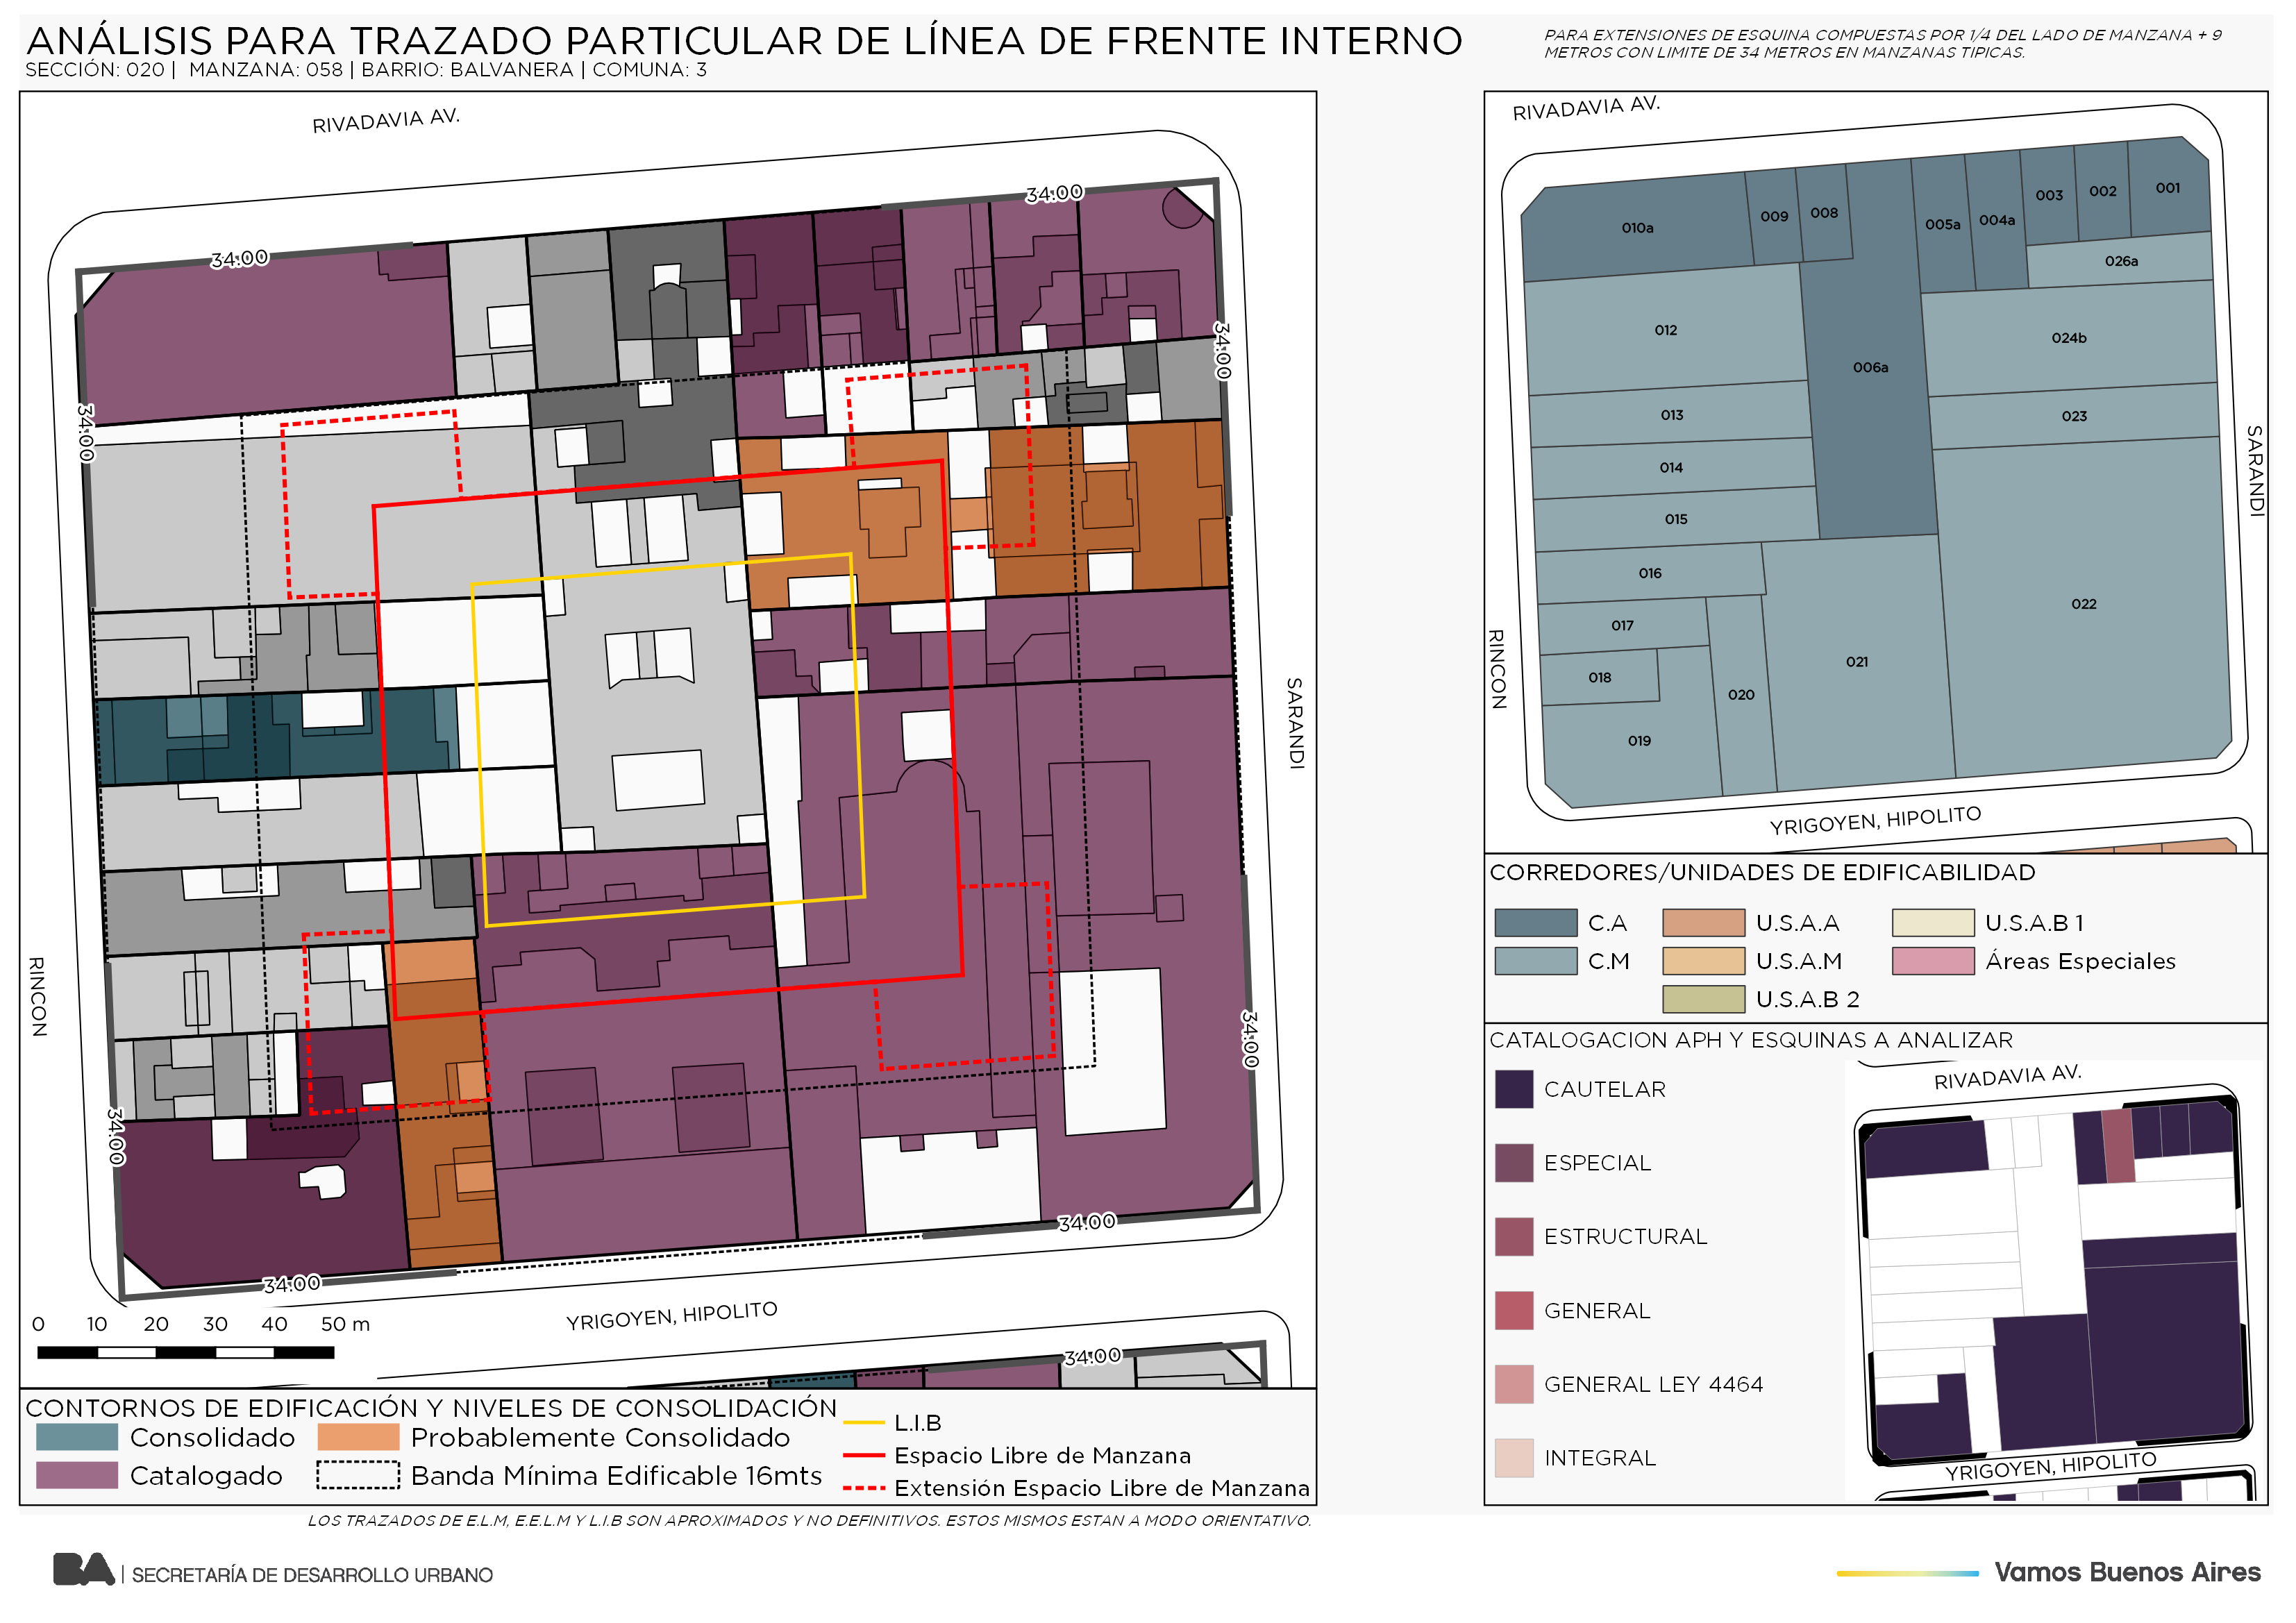 ANÁLISIS PARA TRAZADO PARTICULAR DE LÍNEA DE FRENTE INTERNO
SECCIÓN: 020 | MANZANA: 058 | BARRIO: BALVANERA | COMUNA: 3
PARA EXTENSIONES DE ESQUINA COMPUESTAS POR 1/4 DEL LADO DE MANZANA + 9
METROS CON LIMITE DE 34 METROS EN MANZANAS TIPICAS.
RIVADAVIA AV.
34.00
34.00
34.00
34.00
SARANDI
RINCON
34.00
34.00
34.00
34.00
YRIGOYEN, HIPOLITO
34.00
0 10 20 30 40 50 m
CONTORNOS DE EDIFICACIÓN Y NIVELES DE CONSOLIDACIÓN
Consolidado
Probablemente Consolidado
Catalogado
Banda Mínima Edificable 16mts
L.I.B
Espacio Libre de Manzana
Extensión Espacio Libre de Manzana
RIVADAVIA AV.
010a
009
008
005a
004a
003
002
001
026a
012
006a
024b
013
023
014
015
016
022
017
018
021
020
019
SARANDI
RINCON
YRIGOYEN, HIPOLITO
CORREDORES/UNIDADES DE EDIFICABILIDAD
C.A
U.S.A.A
U.S.A.B 1
C.M
U.S.A.M
Áreas Especiales
U.S.A.B 2
CATALOGACION APH Y ESQUINAS A ANALIZAR
CAUTELAR
ESPECIAL
ESTRUCTURAL
GENERAL
GENERAL LEY 4464
INTEGRAL
RIVADAVIA AV.
YRIGOYEN, HIPOLITO
LOS TRAZADOS DE E.L.M, E.E.L.M Y L.I.B SON APROXIMADOS Y NO DEFINITIVOS. ESTOS MISMOS ESTAN A MODO ORIENTATIVO.
BA | SECRETARÍA DE DESARROLLO URBANO
Vamos Buenos Aires